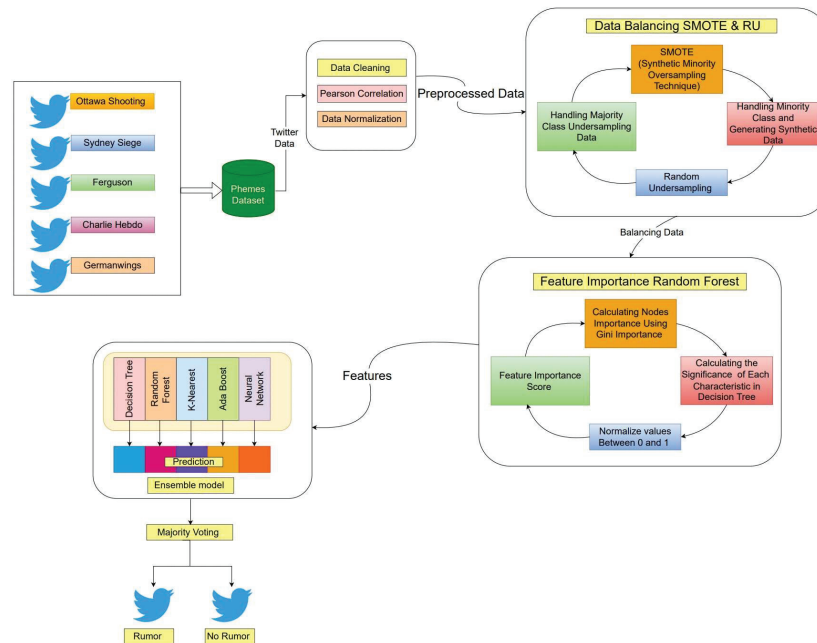 Ottawa Shooting
Sydney Siege
Ferguson
Charlie Hebdo
Germanwings
Phemes
Dataset
Twitter
Data
Data Cleaning
Pearson Correlation
Data Normalization
Preprocessed Data
Data Balancing SMOTE & RU
SMOTE
(Synthetic Minority
Oversampling
Technique)
Handling Majority
Class Undersampling
Data
Handling Minority
Class and
Generating Synthetic
Data
Random
Undersampling
Balancing Data
Feature Importance Random Forest
Calculating Nodes
Importance Using
Gini Importance
Feature Importance
Score
Calculating the
Significance of Each
Characteristic in
Decision Tree
Normalize values
Between 0 and 1
Features
Decision Tree
Random
Forest
K-Nearest
Ada Boost
Neural
Network
Prediction
Ensemble model
Majority Voting
Rumor
No Rumor